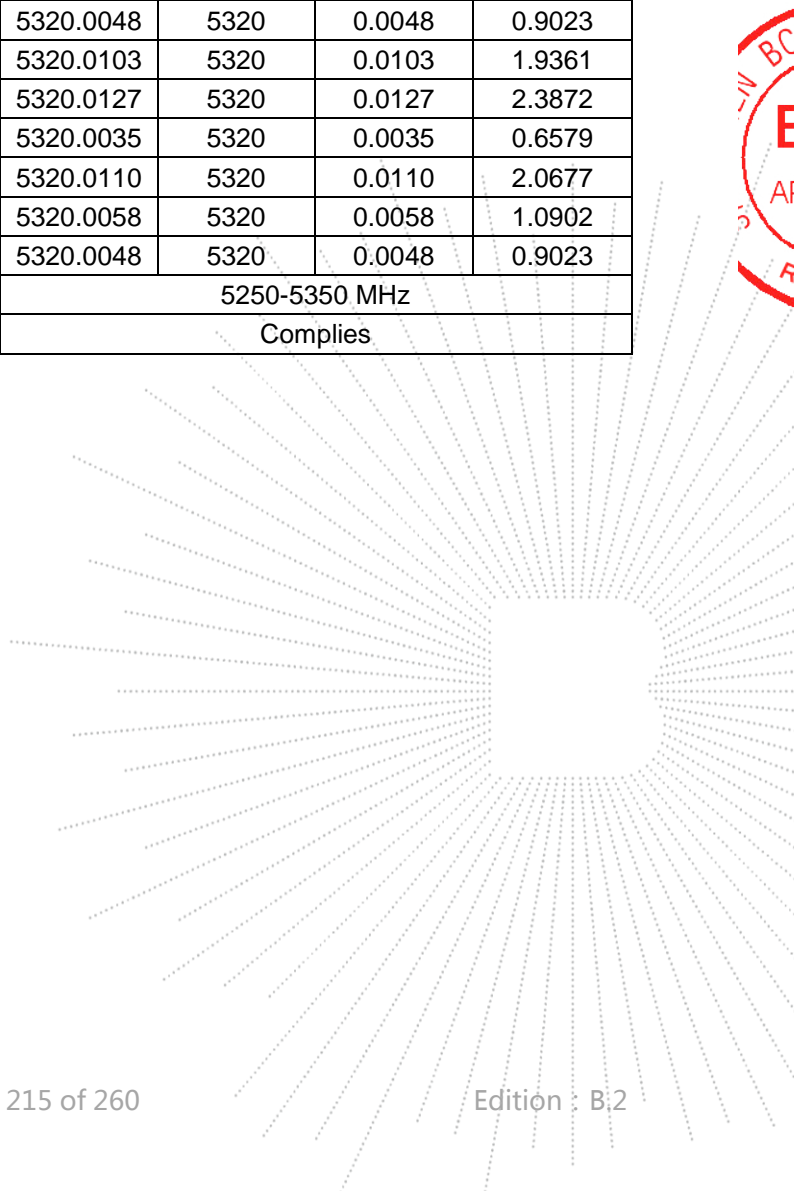 5320.0048 5320 0.0048 0.9023
5320.0103 5320 0.0103 1.9361
5320.0127 5320 0.0127 2.3872
5320.0035 5320 0.0035 0.6579
5320.0110 5320 0.0110 2.0677
5320.0058 5320 0.0058 1.0902
5320.0048 5320 0.0048 0.9023
5250-5350 MHz
Complies
215 of 260 Edition：B.2